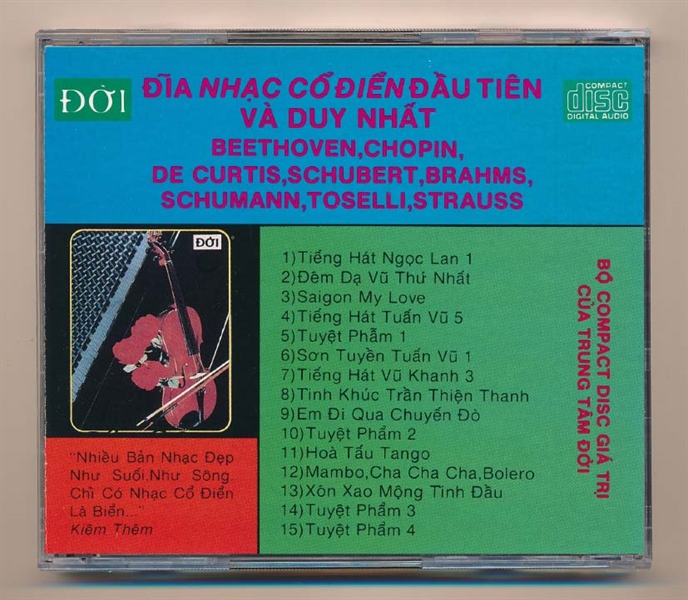 ĐỜI
ĐĨA NHẠC CỔ ĐIỂN ĐẦU TIÊN
VÀ DUY NHẤT
BEETHOVEN,CHOPIN,
DE CURTIS,SCHUBERT,BRAHMS,
SCHUMANN,TOSELLI,STRAUSS
COMPACT
disc
DIGITAL AUDIO
ĐỜI
"Nhiều Bản Nhạc Đẹp
Như Suối,Như Sông.
Chỉ Có Nhạc Cổ Điển
Là Biển..."
Kiêm Thêm
1)Tiếng Hát Ngọc Lan 1
2)Đêm Dạ Vũ Thứ Nhất
3)Saigon My Love
4)Tiếng Hát Tuấn Vũ 5
5)Tuyệt Phẩm 1
6)Sơn Tuyền Tuấn Vũ 1
7)Tiếng Hát Vũ Khanh 3
8)Tình Khúc Trần Thiện Thanh
9)Em Đi Qua Chuyến Đò
10)Tuyệt Phẩm 2
11)Hoà Tấu Tango
12)Mambo,Cha Cha Cha,Bolero
13)Xôn Xao Mộng Tình Đầu
14)Tuyệt Phẩm 3
15)Tuyệt Phẩm 4
BỘ COMPACT DISC GIÁ TRỊ
CỦA TRUNG TÂM ĐỜI